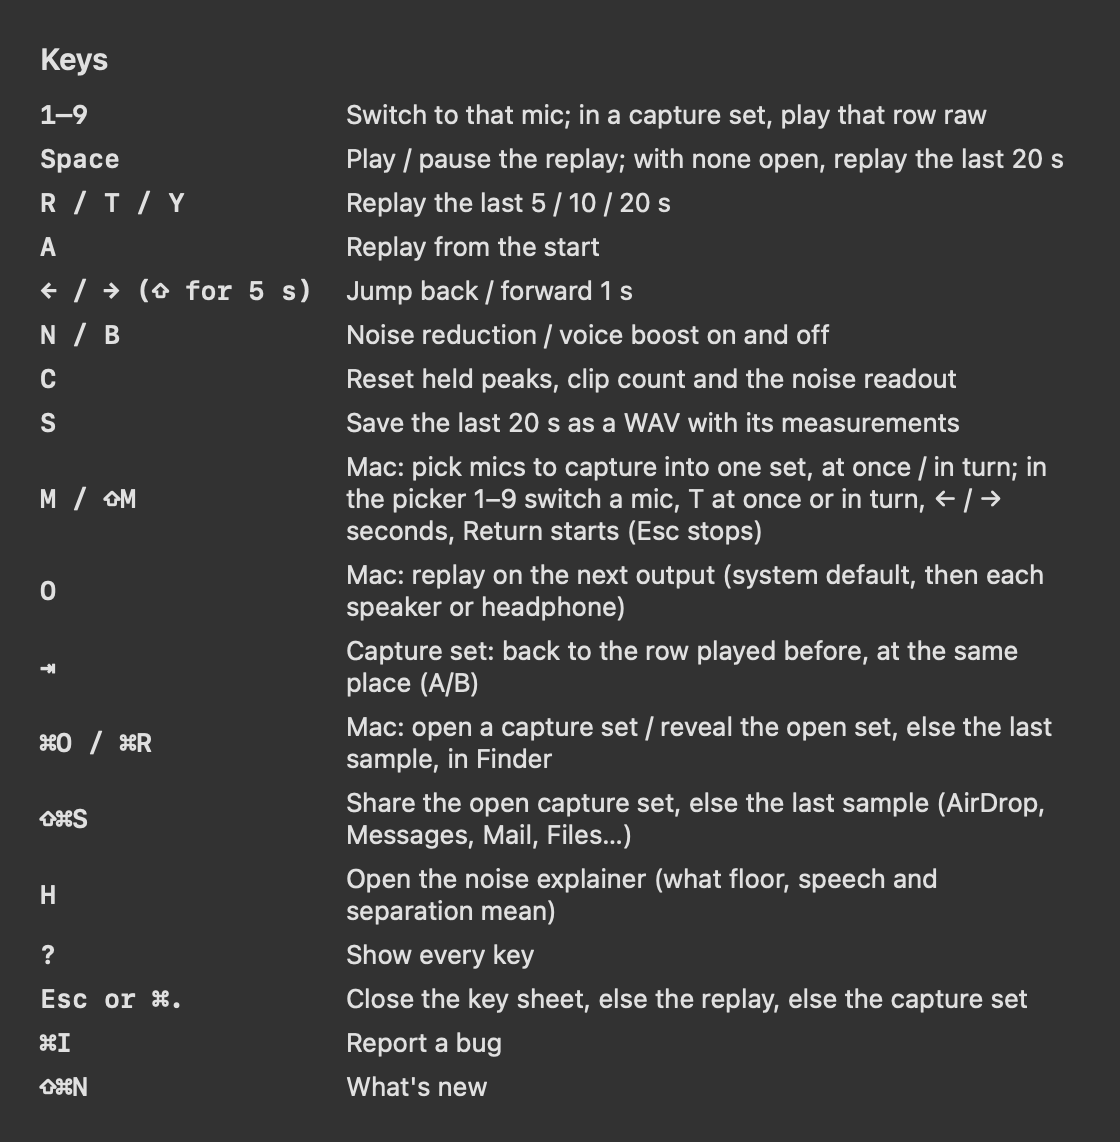 Keys
1–9 Switch to that mic; in a capture set, play that row raw
Space Play / pause the replay; with none open, replay the last 20 s
R / T / Y Replay the last 5 / 10 / 20 s
A Replay from the start
← / → (⇧ for 5 s) Jump back / forward 1 s
N / B Noise reduction / voice boost on and off
C Reset held peaks, clip count and the noise readout
S Save the last 20 s as a WAV with its measurements
M / ⇧M Mac: pick mics to capture into one set, at once / in turn; in
the picker 1–9 switch a mic, T at once or in turn, ← / →
seconds, Return starts (Esc stops)
O Mac: replay on the next output (system default, then each
speaker or headphone)
⇥ Capture set: back to the row played before, at the same
place (A/B)
⌘O / ⌘R Mac: open a capture set / reveal the open set, else the last
sample, in Finder
⇧⌘S Share the open capture set, else the last sample (AirDrop,
Messages, Mail, Files...)
H Open the noise explainer (what floor, speech and
separation mean)
? Show every key
Esc or ⌘. Close the key sheet, else the replay, else the capture set
⌘I Report a bug
⇧⌘N What's new